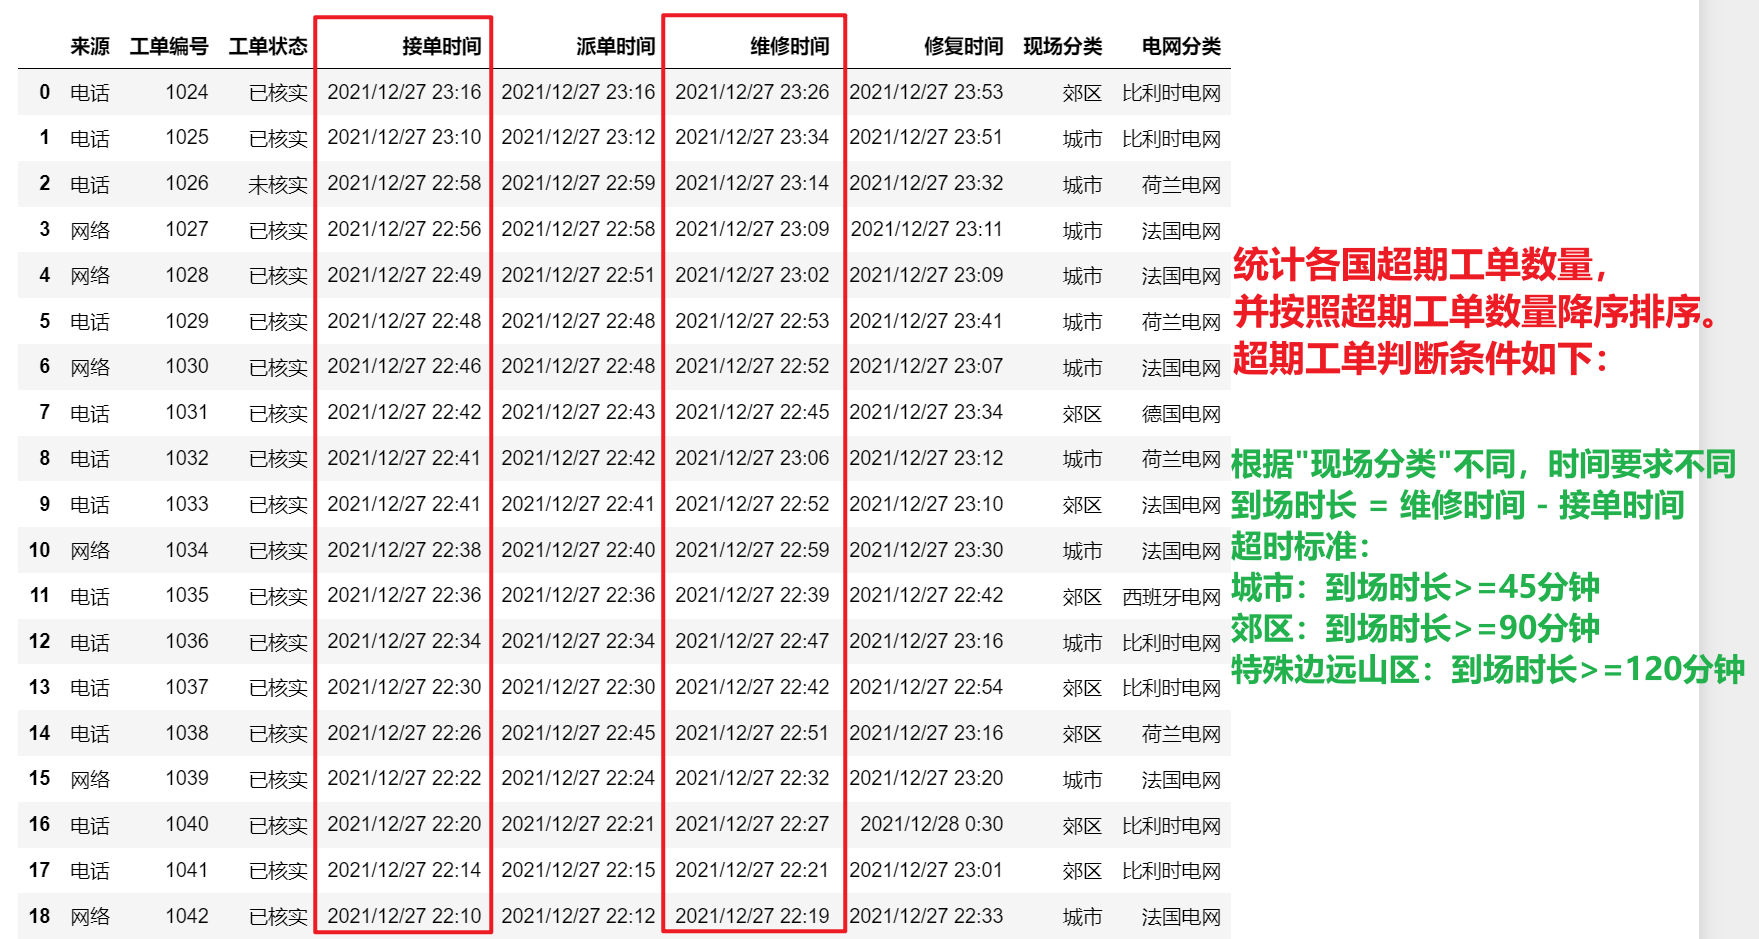 来源 工单编号 工单状态 接单时间 派单时间 维修时间 修复时间 现场分类 电网分类
0 电话 1024 已核实 2021/12/27 23:16 2021/12/27 23:16 2021/12/27 23:26 2021/12/27 23:53 郊区 比利时电网
1 电话 1025 已核实 2021/12/27 23:10 2021/12/27 23:12 2021/12/27 23:34 2021/12/27 23:51 城市 比利时电网
2 电话 1026 未核实 2021/12/27 22:58 2021/12/27 22:59 2021/12/27 23:14 2021/12/27 23:32 城市 荷兰电网
3 网络 1027 已核实 2021/12/27 22:56 2021/12/27 22:58 2021/12/27 23:09 2021/12/27 23:11 城市 法国电网
4 网络 1028 已核实 2021/12/27 22:49 2021/12/27 22:51 2021/12/27 23:02 2021/12/27 23:09 城市 法国电网
5 电话 1029 已核实 2021/12/27 22:48 2021/12/27 22:48 2021/12/27 22:53 2021/12/27 23:41 城市 荷兰电网
6 网络 1030 已核实 2021/12/27 22:46 2021/12/27 22:48 2021/12/27 22:52 2021/12/27 23:07 城市 法国电网
7 电话 1031 已核实 2021/12/27 22:42 2021/12/27 22:43 2021/12/27 22:45 2021/12/27 23:34 郊区 德国电网
8 电话 1032 已核实 2021/12/27 22:41 2021/12/27 22:42 2021/12/27 23:06 2021/12/27 23:12 城市 荷兰电网
9 电话 1033 已核实 2021/12/27 22:41 2021/12/27 22:41 2021/12/27 22:52 2021/12/27 23:10 郊区 法国电网
10 网络 1034 已核实 2021/12/27 22:38 2021/12/27 22:40 2021/12/27 22:59 2021/12/27 23:30 城市 法国电网
11 电话 1035 已核实 2021/12/27 22:36 2021/12/27 22:36 2021/12/27 22:39 2021/12/27 22:42 郊区 西班牙电网
12 电话 1036 已核实 2021/12/27 22:34 2021/12/27 22:34 2021/12/27 22:47 2021/12/27 23:16 城市 比利时电网
13 电话 1037 已核实 2021/12/27 22:30 2021/12/27 22:30 2021/12/27 22:42 2021/12/27 22:54 郊区 比利时电网
14 电话 1038 已核实 2021/12/27 22:26 2021/12/27 22:45 2021/12/27 22:51 2021/12/27 23:16 郊区 荷兰电网
15 网络 1039 已核实 2021/12/27 22:22 2021/12/27 22:24 2021/12/27 22:32 2021/12/27 23:20 城市 法国电网
16 电话 1040 已核实 2021/12/27 22:20 2021/12/27 22:21 2021/12/27 22:27 2021/12/28 0:30 郊区 比利时电网
17 电话 1041 已核实 2021/12/27 22:14 2021/12/27 22:15 2021/12/27 22:21 2021/12/27 23:01 郊区 比利时电网
18 网络 1042 已核实 2021/12/27 22:10 2021/12/27 22:12 2021/12/27 22:19 2021/12/27 22:33 城市 法国电网
统计各国超期工单数量，
并按照超期工单数量降序排序。
超期工单判断条件如下：
根据"现场分类"不同，时间要求不同
到场时长 = 维修时间 - 接单时间
超时标准：
城市：到场时长>=45分钟
郊区：到场时长>=90分钟
特殊边远山区：到场时长>=120分钟